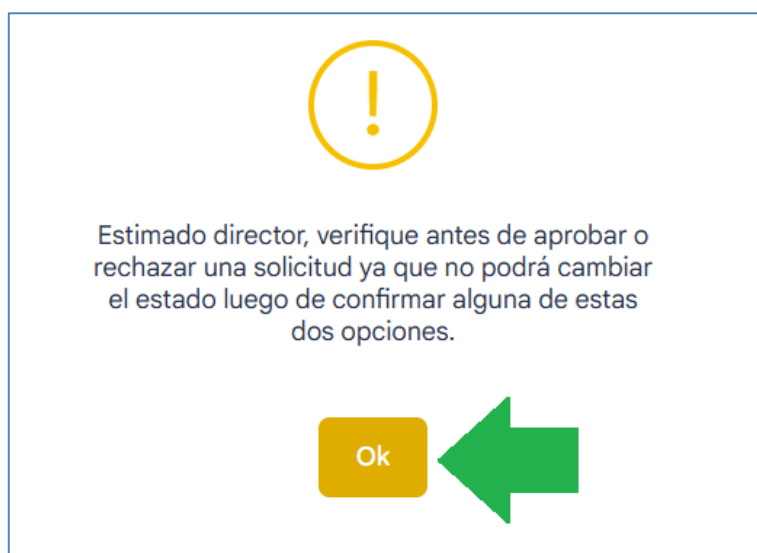 Estimado director, verifique antes de aprobar o
rechazar una solicitud ya que no podrá cambiar
el estado luego de confirmar alguna de estas
dos opciones.
Ok